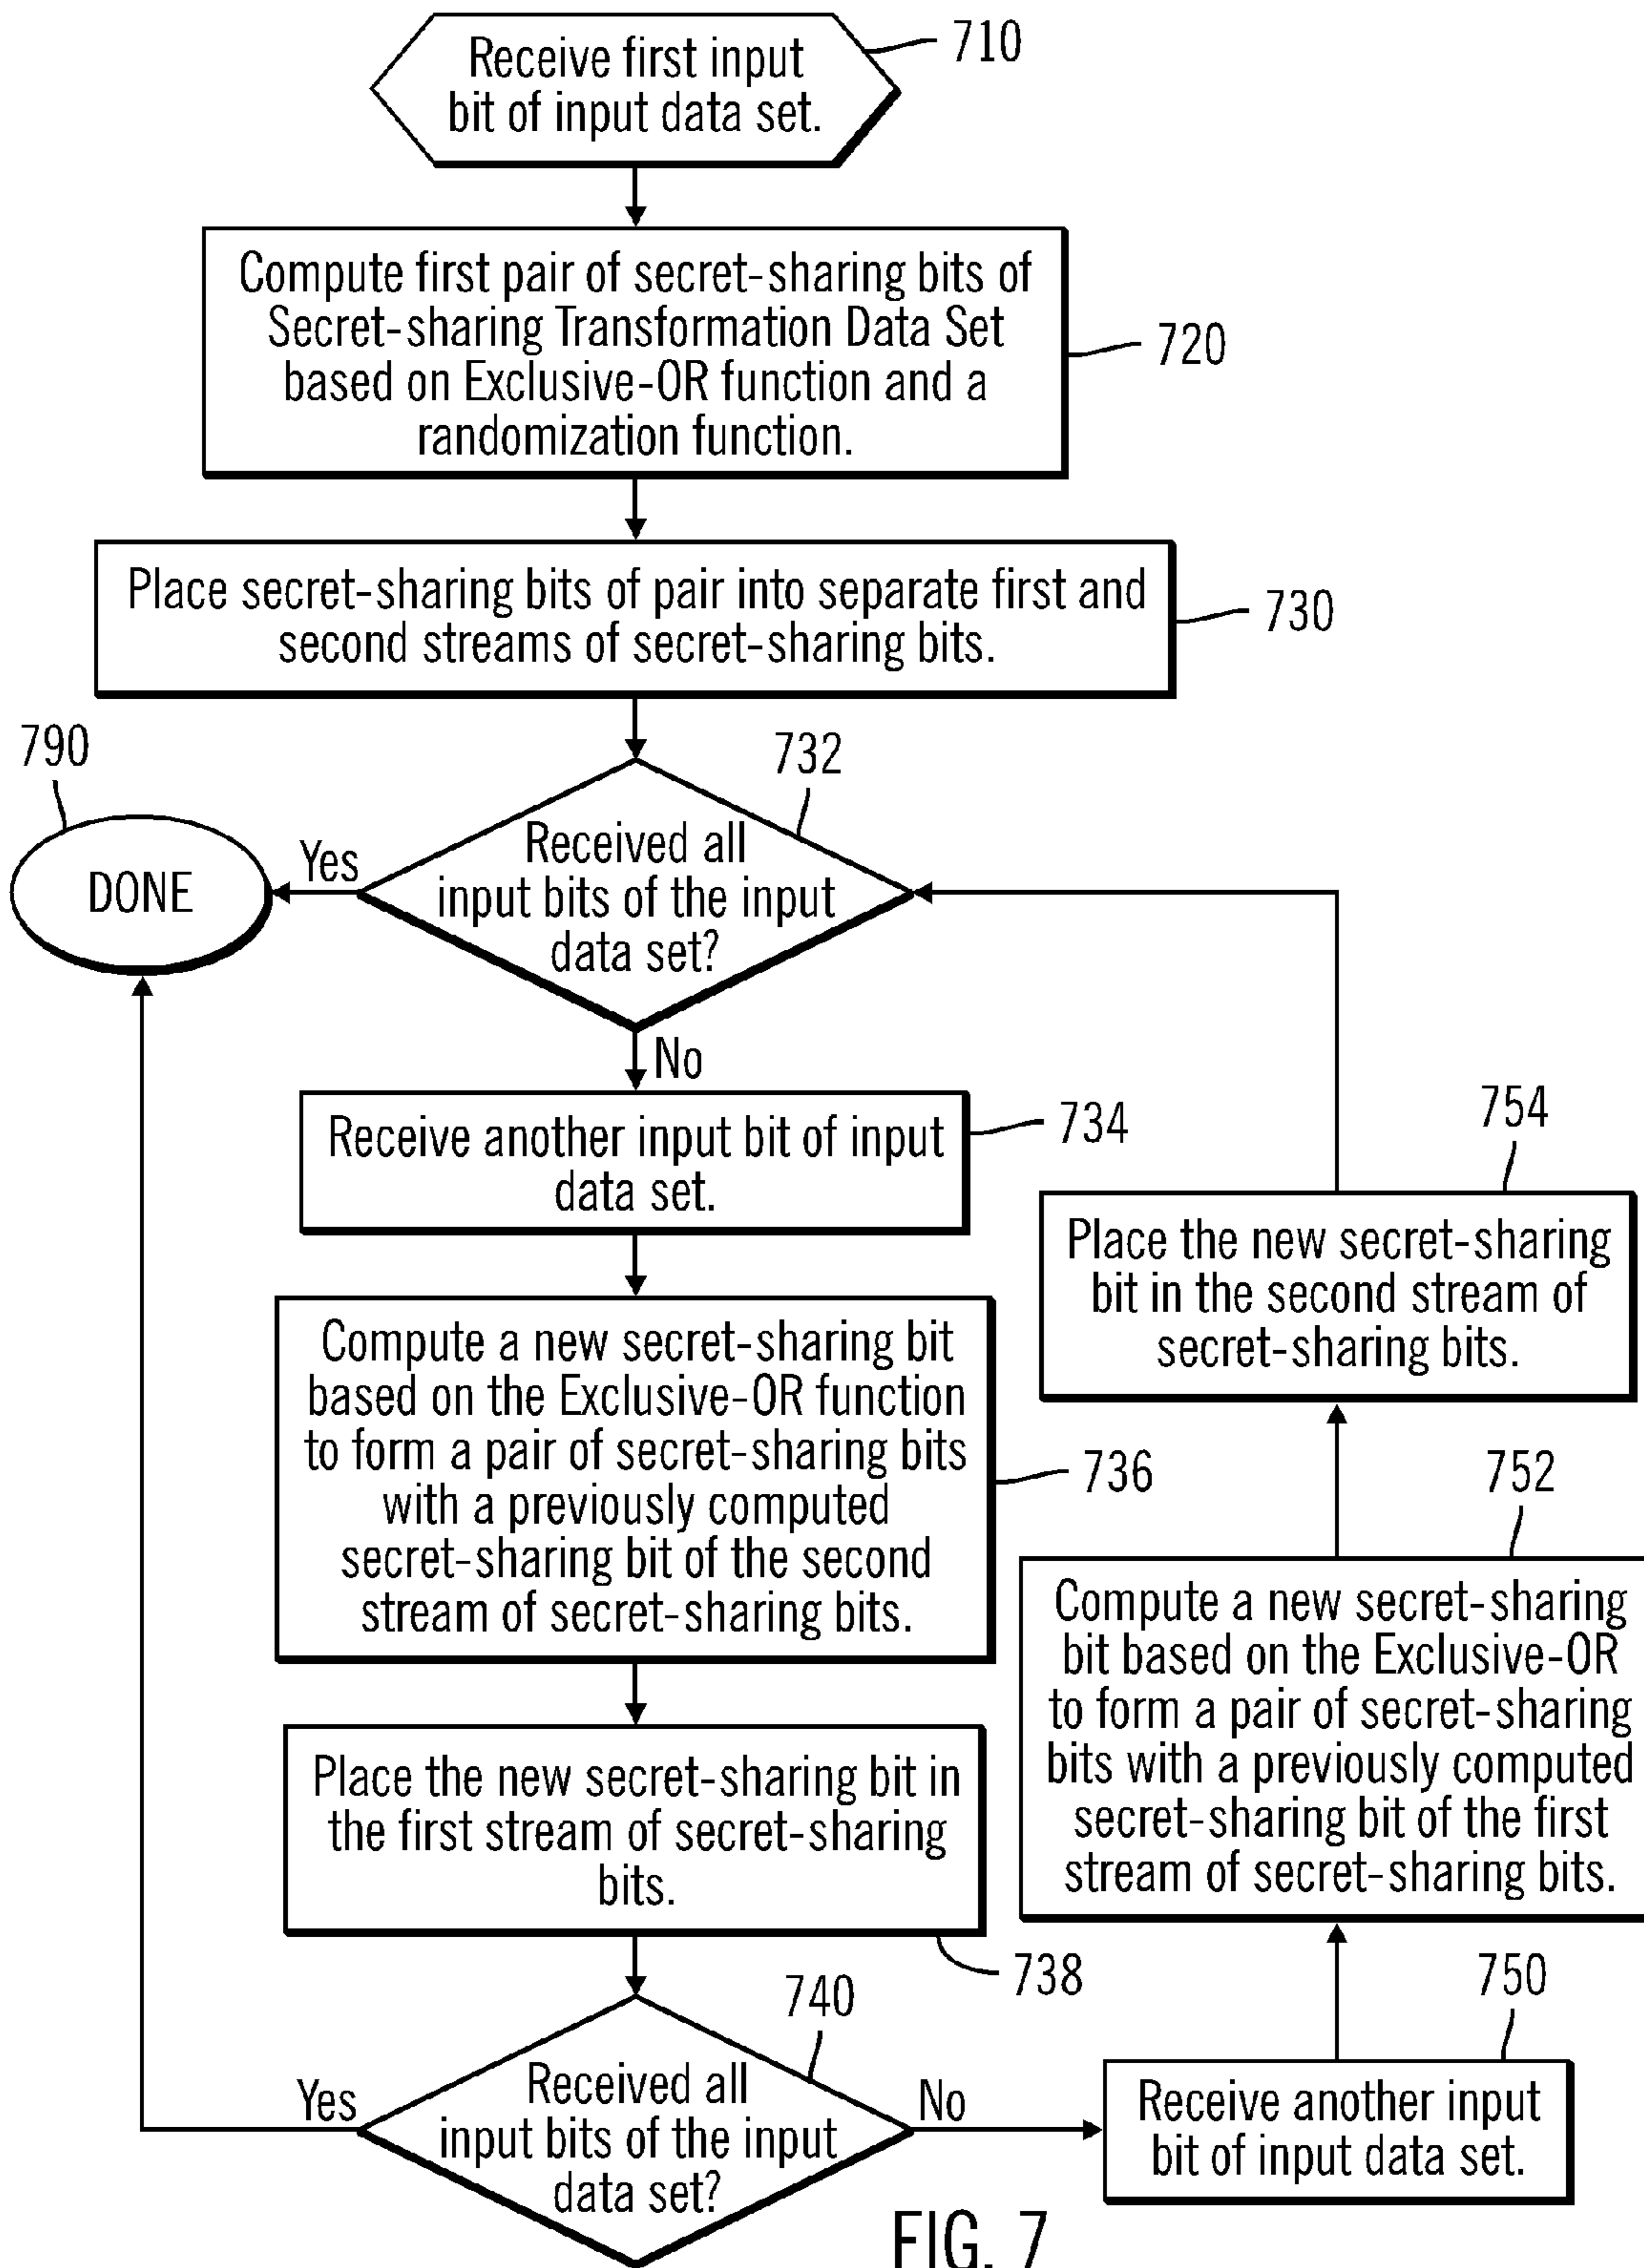 Receive first input
bit of input data set.
710
Compute first pair of secret-sharing bits of
Secret-sharing Transformation Data Set
based on Exclusive-OR function and a
randomization function.
720
Place secret-sharing bits of pair into separate first and
second streams of secret-sharing bits.
730
790
DONE
Yes
732
Received all
input bits of the input
data set?
No
Receive another input bit of input
data set.
734
Compute a new secret-sharing bit
based on the Exclusive-OR function
to form a pair of secret-sharing bits
with a previously computed
secret-sharing bit of the second
stream of secret-sharing bits.
736
Place the new secret-sharing bit in
the first stream of secret-sharing
bits.
738
740
Received all
input bits of the input
data set?
Yes
No
750
Receive another input
bit of input data set.
752
Compute a new secret-sharing
bit based on the Exclusive-OR
to form a pair of secret-sharing
bits with a previously computed
secret-sharing bit of the first
stream of secret-sharing bits.
754
Place the new secret-sharing
bit in the second stream of
secret-sharing bits.
FIG. 7